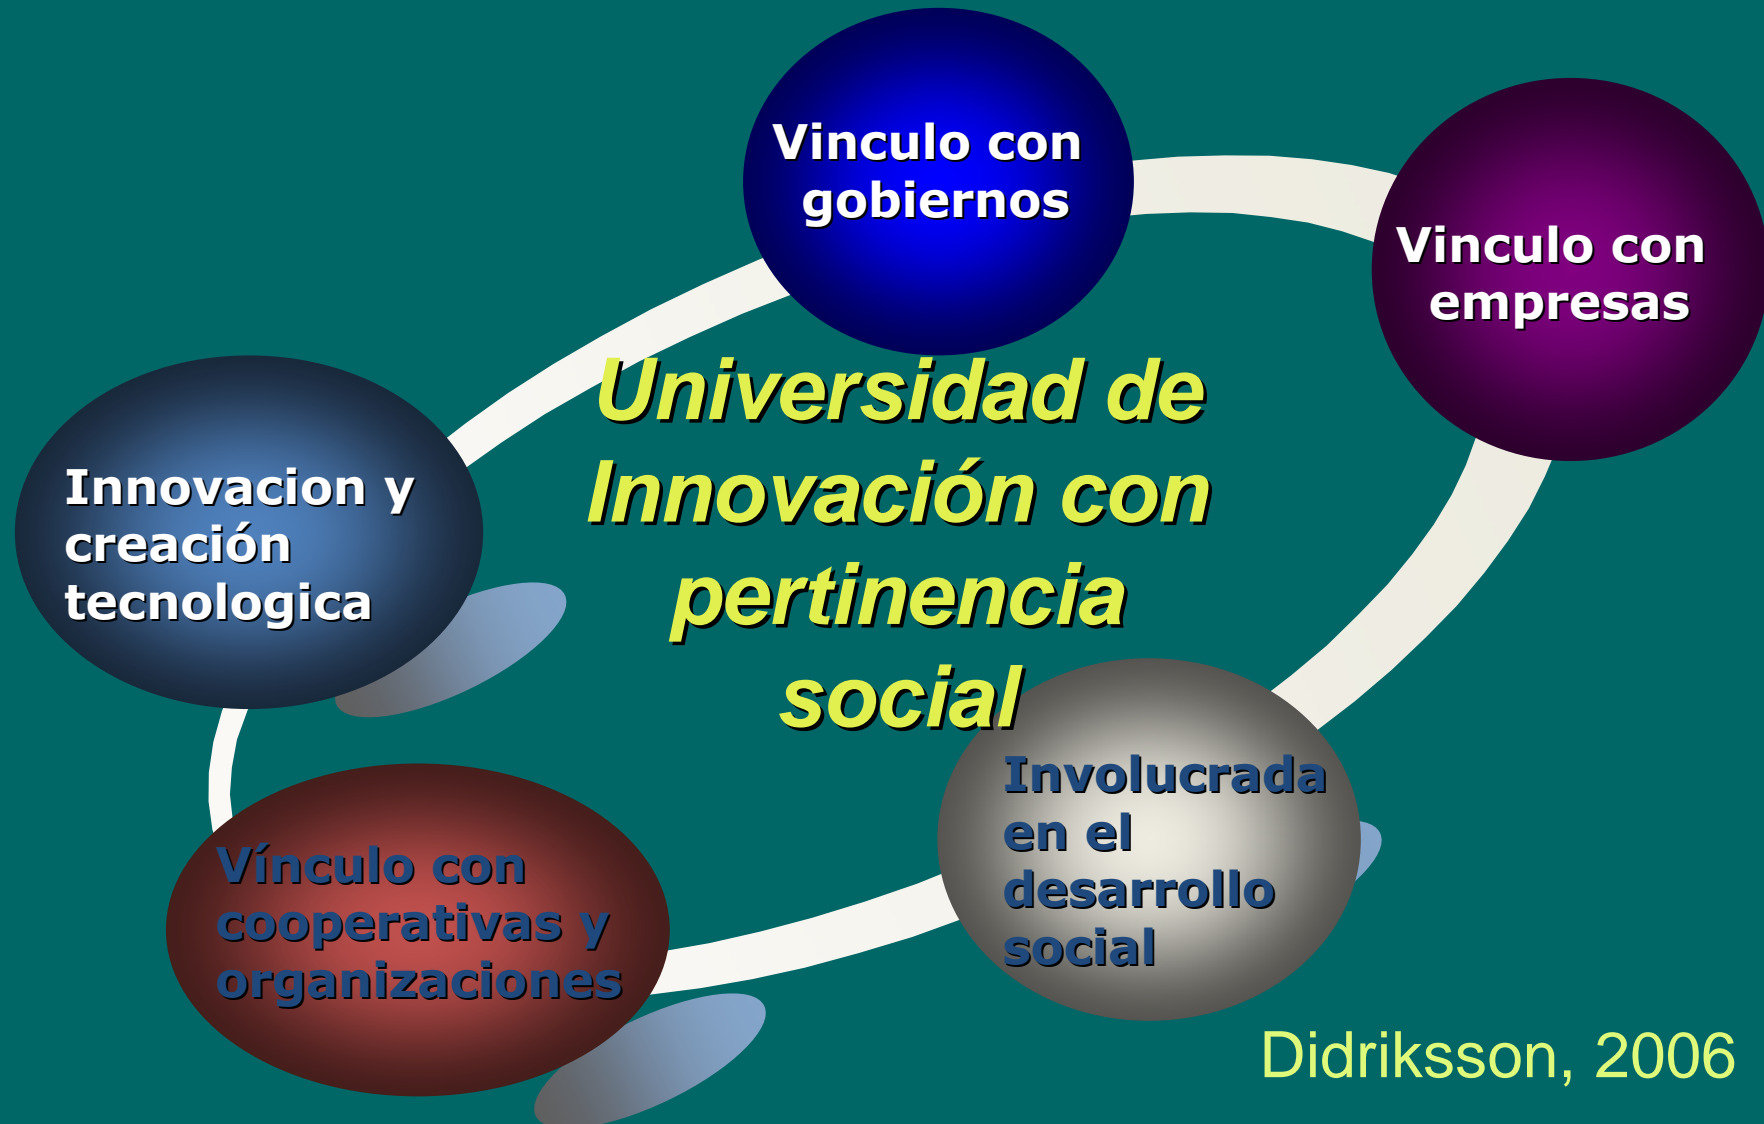 Vinculo con
gobiernos
Vinculo con
empresas
Universidad de
Innovación con
pertinencia
social
Innovacion y
creación
tecnologica
Involucrada
en el
desarrollo
social
Vínculo con
cooperativas y
organizaciones
Didriksson, 2006